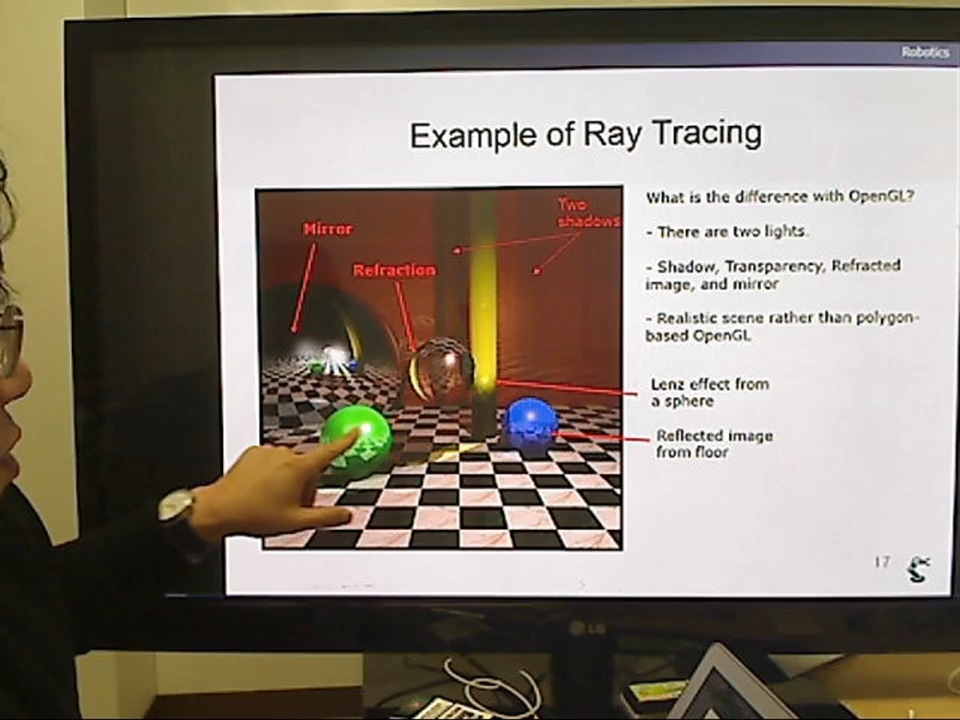 Robotics
Example of Ray Tracing
Two
shadows
Mirror
Refraction
What is the difference with OpenGL?
- There are two lights.
- Shadow, Transparency, Refracted
image, and mirror
- Realistic scene rather than polygon-
based OpenGL
Lenz effect from
a sphere
Reflected image
from floor
17
LG